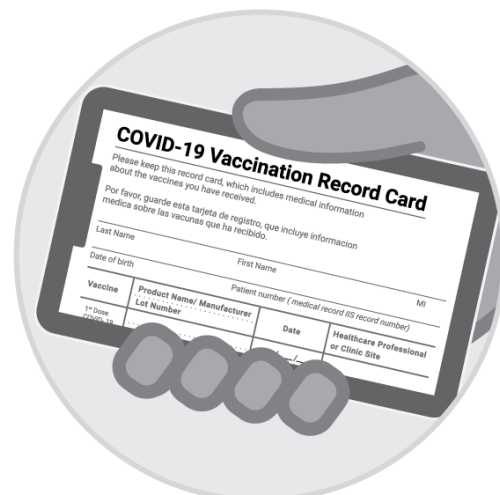 COVID-19 Vaccination Record Card
Please keep this record card, which includes medical information
about the vaccines you have received.
Por favor, guarde esta tarjeta de registro, que incluye informacion
medica sobre las vacunas que ha recibido.
Last Name First Name MI
Date of birth Patient number ( medical record IIS record number)
Vaccine Product Name/ Manufacturer Date Healthcare Professional
Lot Number or Clinic Site
1ˢᵗ Dose
COVID-19